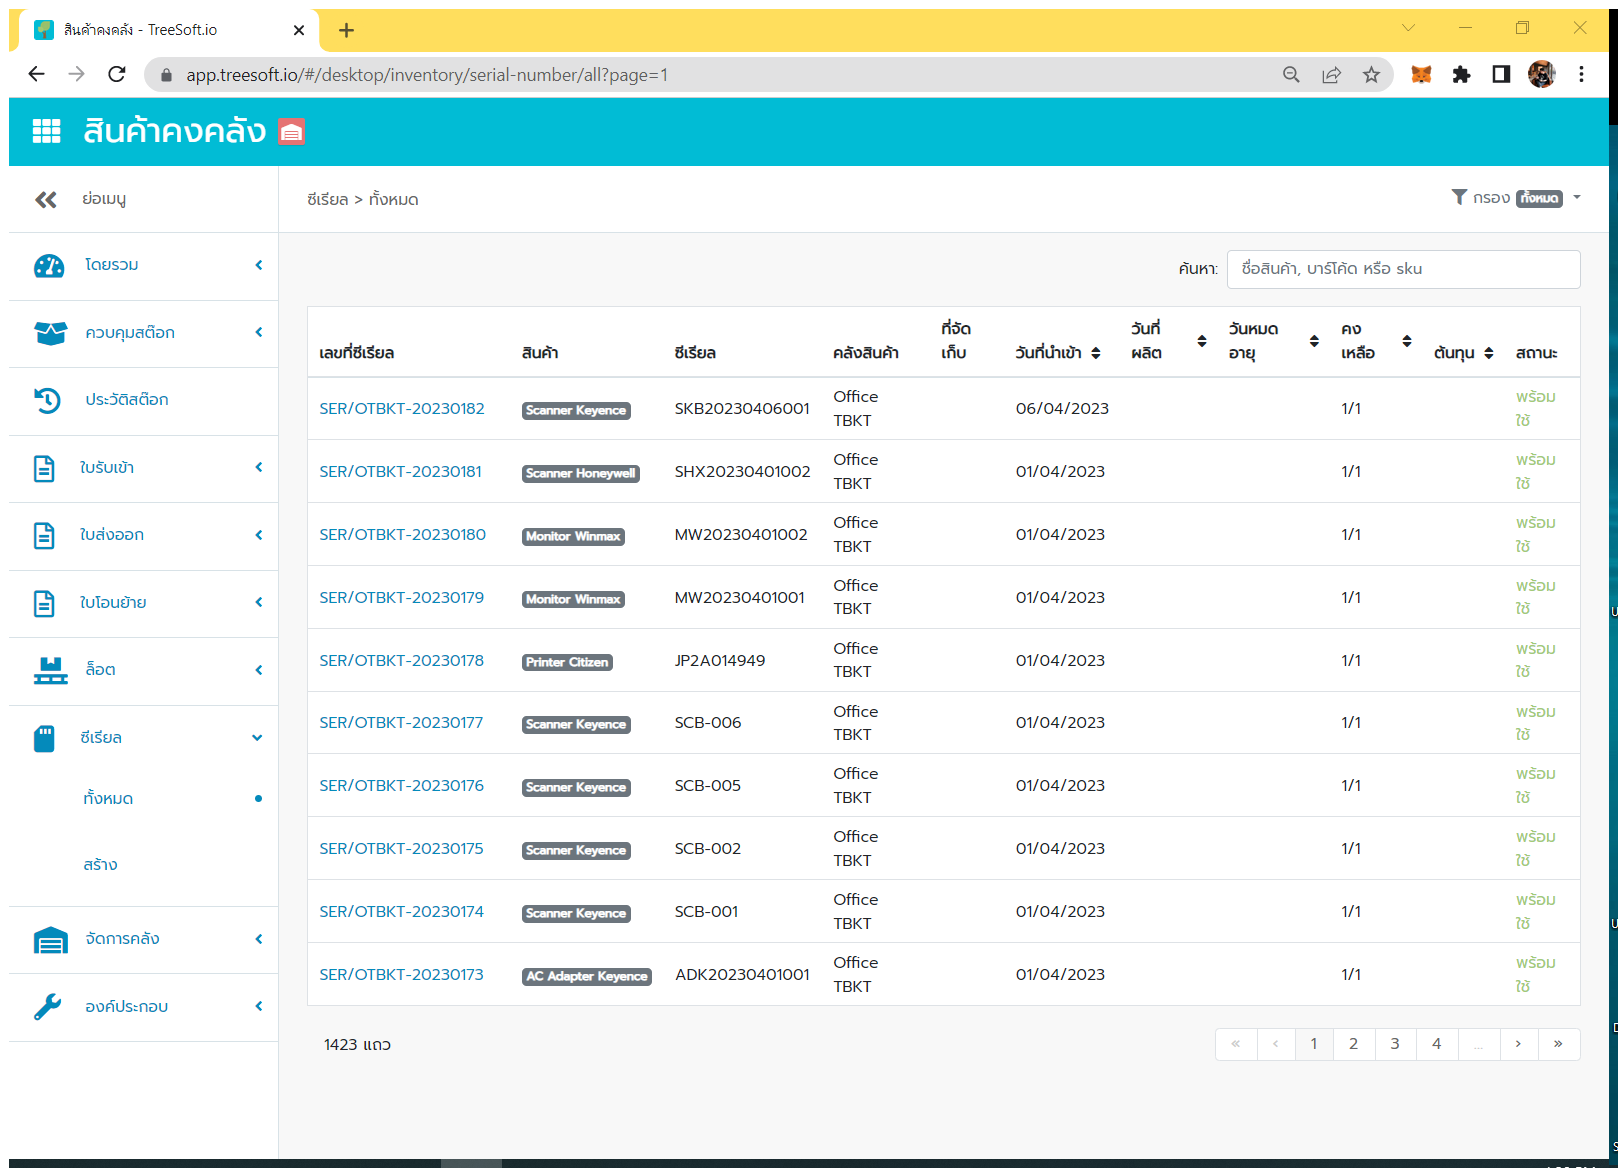 สินค้าคงคลัง - TreeSoft.io
app.treesoft.io/#/desktop/inventory/serial-number/all?page=1
สินค้าคงคลัง
ย่อเมนู
โดยรวม
ควบคุมสต๊อก
ประวัติสต๊อก
ใบรับเข้า
ใบส่งออก
ใบโอนย้าย
ล็อต
ซีเรียล
ทั้งหมด
สร้าง
จัดการคลัง
องค์ประกอบ
ซีเรียล > ทั้งหมด
กรอง ทั้งหมด
ค้นหา: ชื่อสินค้า, บาร์โค้ด หรือ sku
เลขที่ซีเรียล สินค้า ซีเรียล คลังสินค้า ที่จัดเก็บ วันที่นำเข้า วันที่ผลิต วันหมดอายุ คงเหลือ ต้นทุน สถานะ
SER/OTBKT-20230182 Scanner Keyence SKB20230406001 Office TBKT 06/04/2023 1/1 พร้อมใช้
SER/OTBKT-20230181 Scanner Honeywell SHX20230401002 Office TBKT 01/04/2023 1/1 พร้อมใช้
SER/OTBKT-20230180 Monitor Winmax MW20230401002 Office TBKT 01/04/2023 1/1 พร้อมใช้
SER/OTBKT-20230179 Monitor Winmax MW20230401001 Office TBKT 01/04/2023 1/1 พร้อมใช้
SER/OTBKT-20230178 Printer Citizen JP2A014949 Office TBKT 01/04/2023 1/1 พร้อมใช้
SER/OTBKT-20230177 Scanner Keyence SCB-006 Office TBKT 01/04/2023 1/1 พร้อมใช้
SER/OTBKT-20230176 Scanner Keyence SCB-005 Office TBKT 01/04/2023 1/1 พร้อมใช้
SER/OTBKT-20230175 Scanner Keyence SCB-002 Office TBKT 01/04/2023 1/1 พร้อมใช้
SER/OTBKT-20230174 Scanner Keyence SCB-001 Office TBKT 01/04/2023 1/1 พร้อมใช้
SER/OTBKT-20230173 AC Adapter Keyence ADK20230401001 Office TBKT 01/04/2023 1/1 พร้อมใช้
1423 แถว
« ‹ 1 2 3 4 ... › »